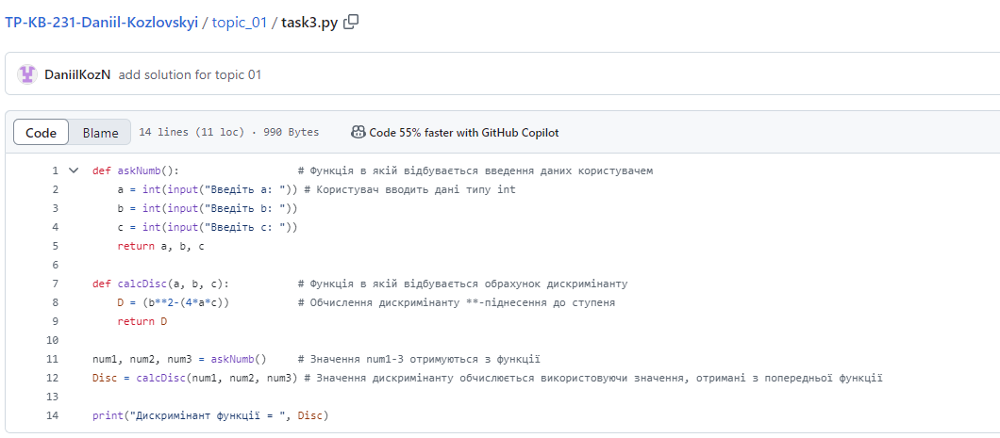 TP-KB-231-Daniil-Kozlovskyi / topic_01 / task3.py
DaniilKozN add solution for topic 01
Code Blame 14 lines (11 loc) · 990 Bytes Code 55% faster with GitHub Copilot
1 def askNumb(): # Функція в якій відбувається введення даних користувачем
2 a = int(input("Введіть a: ")) # Користувач вводить дані типу int
3 b = int(input("Введіть b: "))
4 c = int(input("Введіть c: "))
5 return a, b, c
6
7 def calcDisc(a, b, c): # Функція в якій відбувається обрахунок дискримінанту
8 D = (b**2-(4*a*c)) # Обчислення дискримінанту **-піднесення до ступеня
9 return D
10
11 num1, num2, num3 = askNumb() # Значення num1-3 отримуються з функції
12 Disc = calcDisc(num1, num2, num3) # Значення дискримінанту обчислюється використовуючи значення, отримані з попередньої функції
13
14 print("Дискримінант функції = ", Disc)